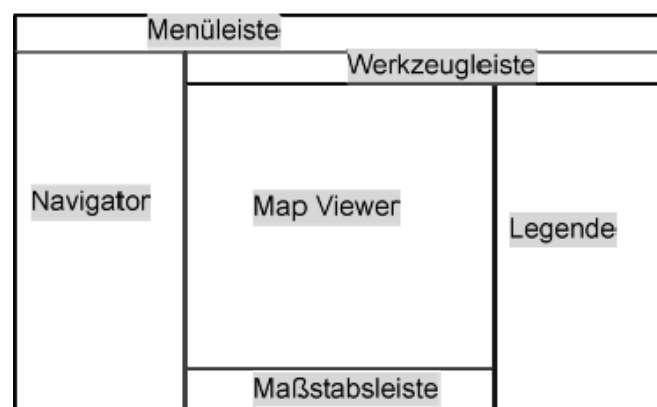 Menüleiste
Werkzeugleiste
Navigator
Map Viewer
Legende
Maßstabsleiste